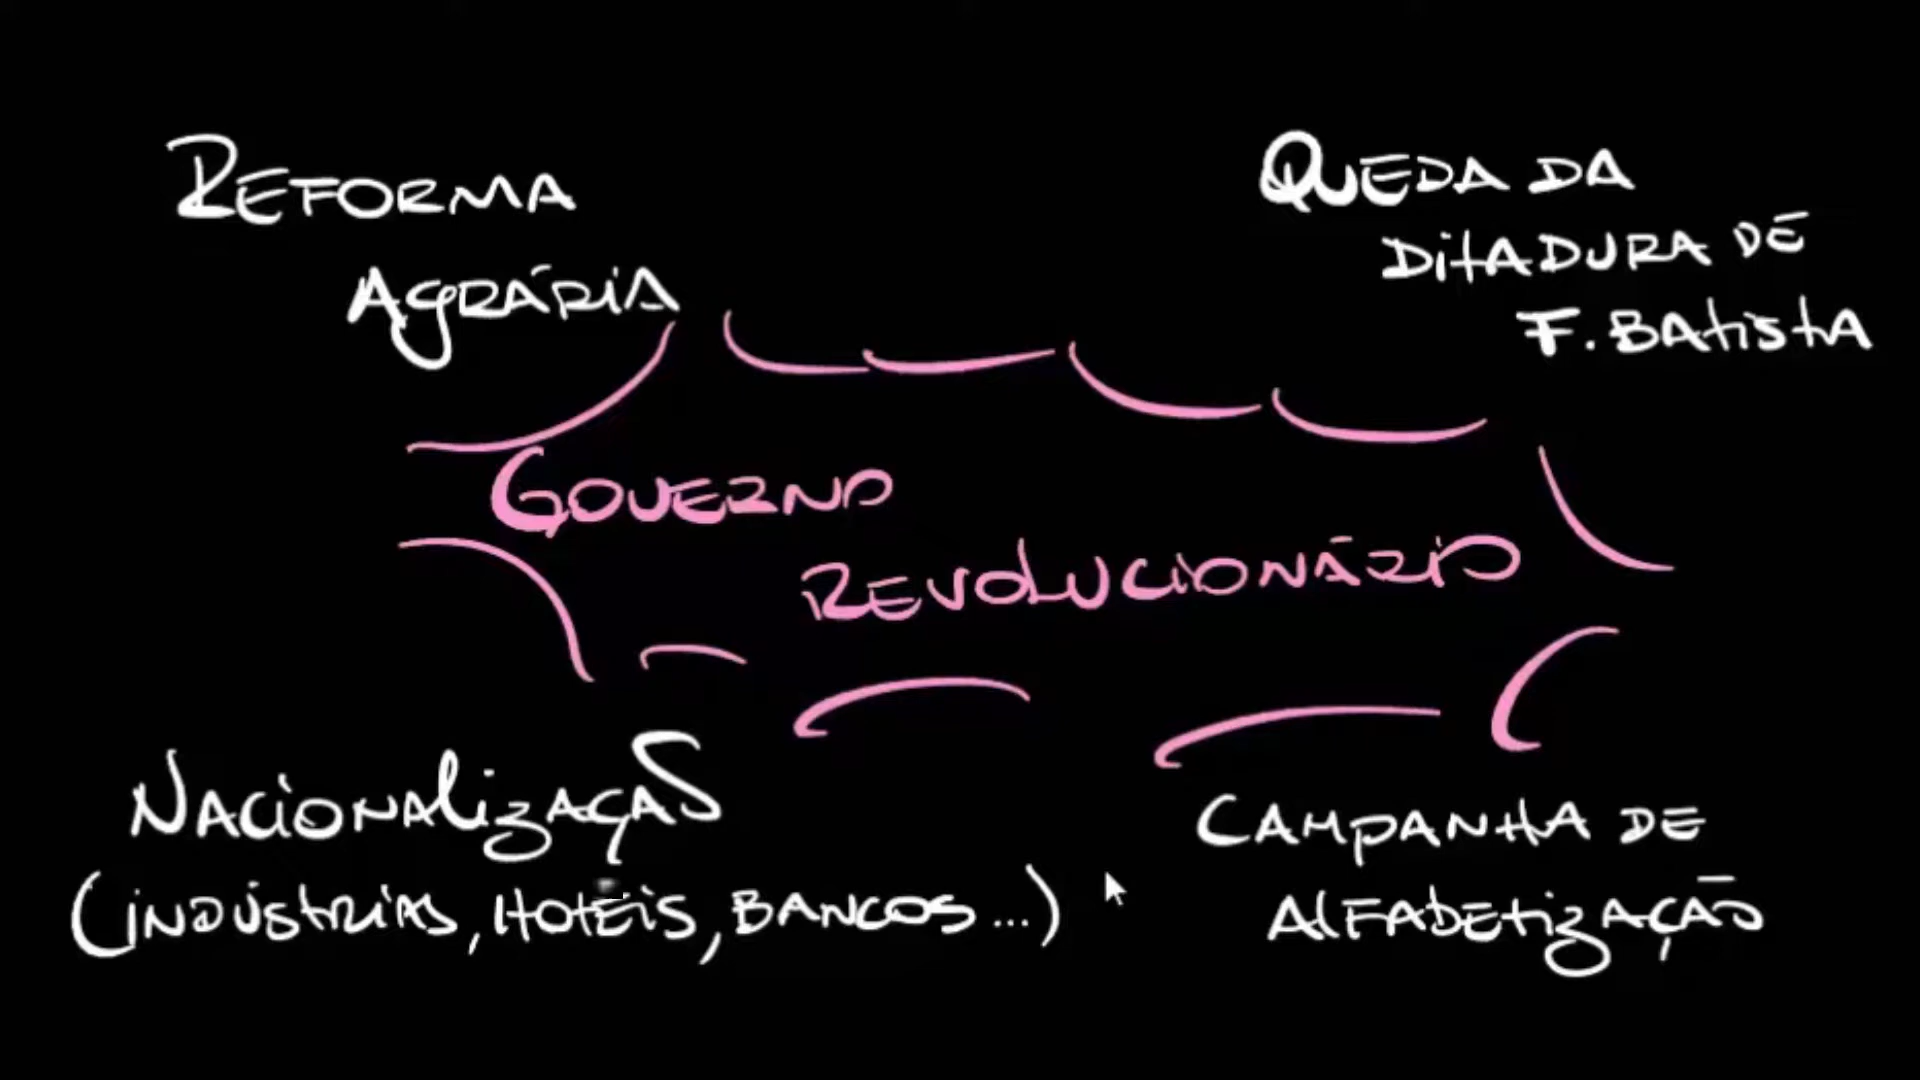 REFORMA
AGRÁRIA
QUEDA DA
DITADURA DE
F. BATISTA
GOVERNO
REVOLUCIONÁRIO
NACIONALIZAÇÃO
(INDÚSTRIAS, HOTÉIS, BANCOS ...)
CAMPANHA DE
ALFABETIZAÇÃO